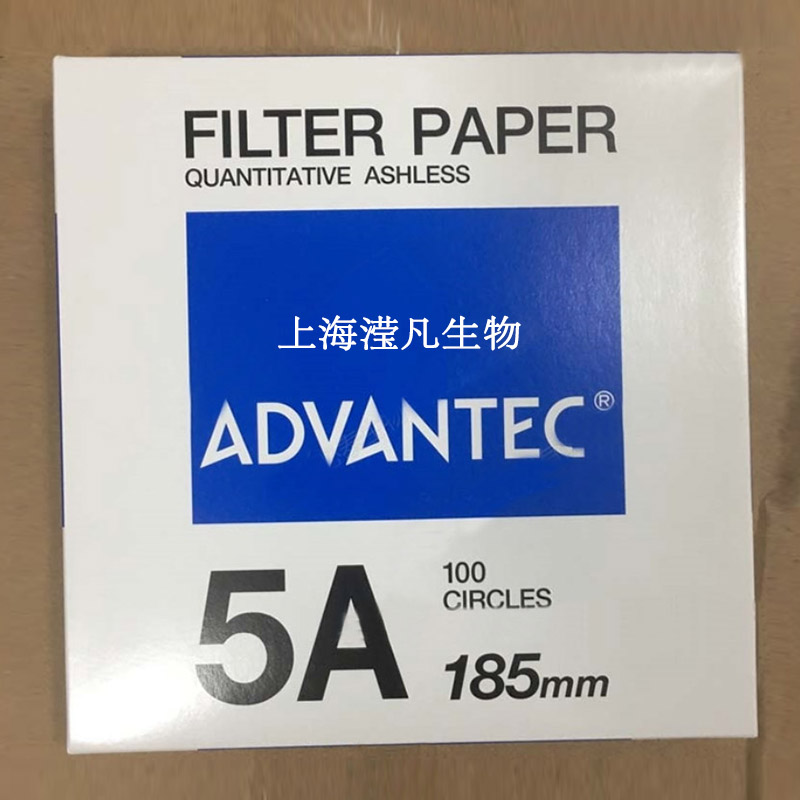 FILTER PAPER
QUANTITATIVE ASHLESS
上海滢凡生物
ADVANTEC®
5A
100
CIRCLES
185mm